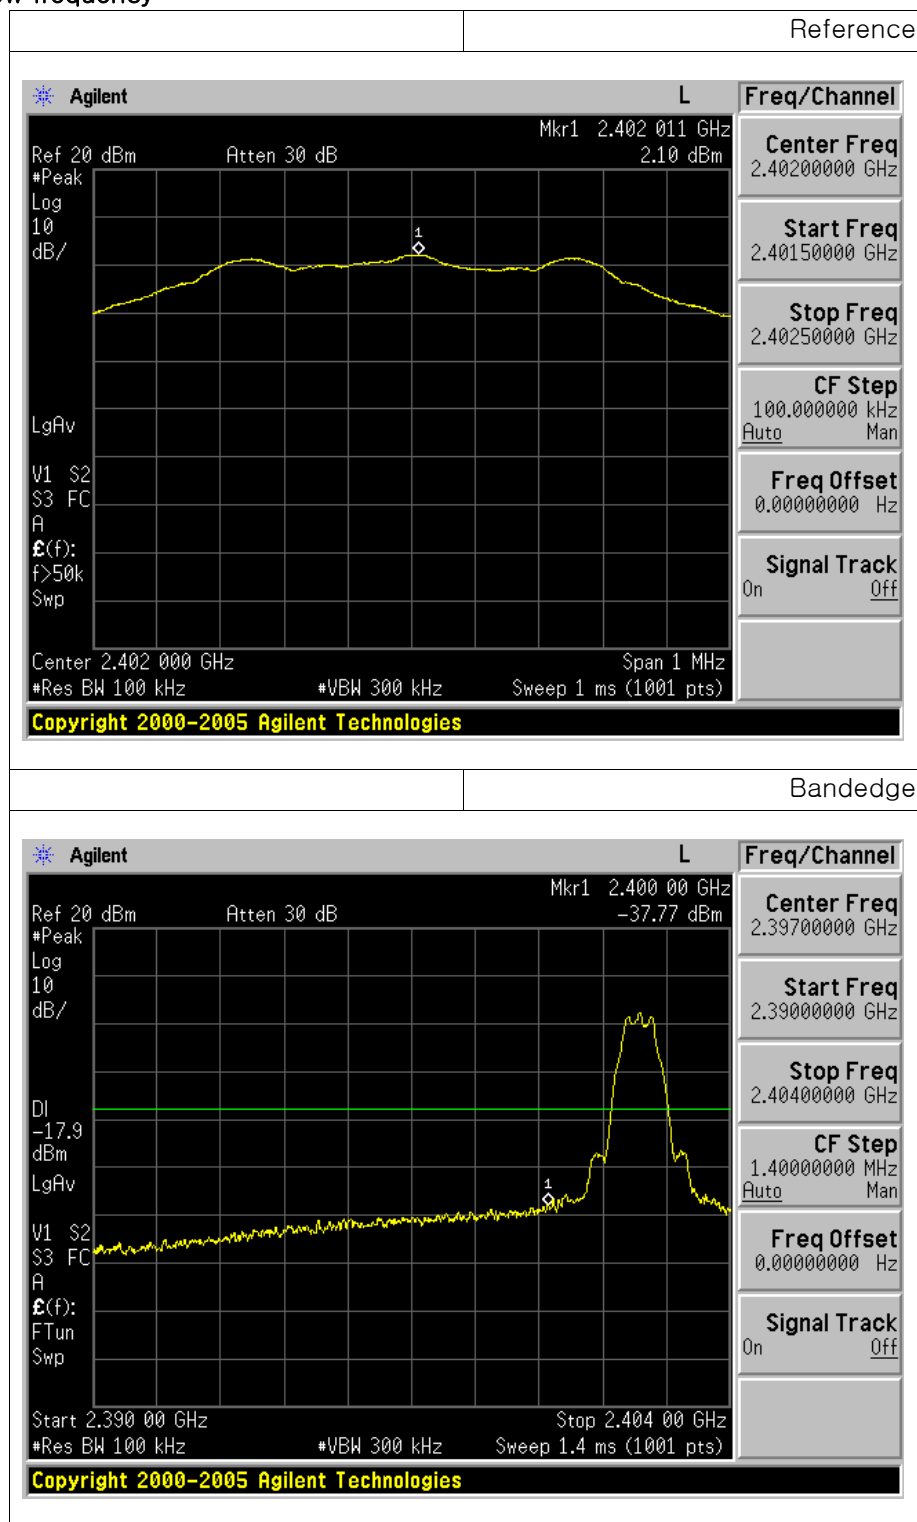 frequency
Reference
Agilent L Freq/Channel
Mkr1 2.402 011 GHz
Ref 20 dBm Atten 30 dB 2.10 dBm
#Peak
Log
10
dB/
1
LgAv
V1 S2
S3 FC
A
£(f):
f>50k
Swp
Center 2.402 000 GHz Span 1 MHz
#Res BW 100 kHz #VBW 300 kHz Sweep 1 ms (1001 pts)
Copyright 2000-2005 Agilent Technologies
Center Freq
2.40200000 GHz
Start Freq
2.40150000 GHz
Stop Freq
2.40250000 GHz
CF Step
100.000000 kHz
Auto Man
Freq Offset
0.00000000 Hz
Signal Track
On Off
Bandedge
Agilent L Freq/Channel
Mkr1 2.400 00 GHz
Ref 20 dBm Atten 30 dB -37.77 dBm
#Peak
Log
10
dB/
DI
-17.9
dBm
LgAv
1
V1 S2
S3 FC
A
£(f):
FTun
Swp
Start 2.390 00 GHz Stop 2.404 00 GHz
#Res BW 100 kHz #VBW 300 kHz Sweep 1.4 ms (1001 pts)
Copyright 2000-2005 Agilent Technologies
Center Freq
2.39700000 GHz
Start Freq
2.39000000 GHz
Stop Freq
2.40400000 GHz
CF Step
1.40000000 MHz
Auto Man
Freq Offset
0.00000000 Hz
Signal Track
On Off